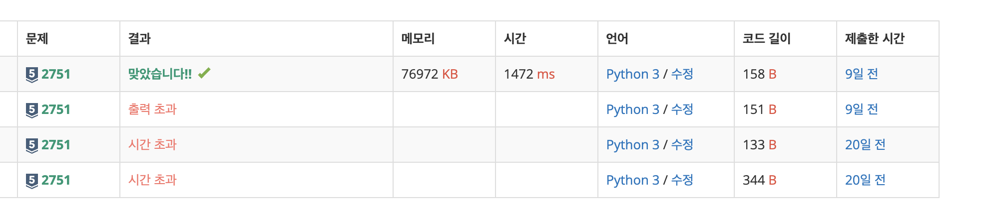 문제 결과 메모리 시간 언어 코드 길이 제출한 시간
5 2751 맞았습니다!! 76972 KB 1472 ms Python 3 / 수정 158 B 9일 전
5 2751 출력 초과 Python 3 / 수정 151 B 9일 전
5 2751 시간 초과 Python 3 / 수정 133 B 20일 전
5 2751 시간 초과 Python 3 / 수정 344 B 20일 전